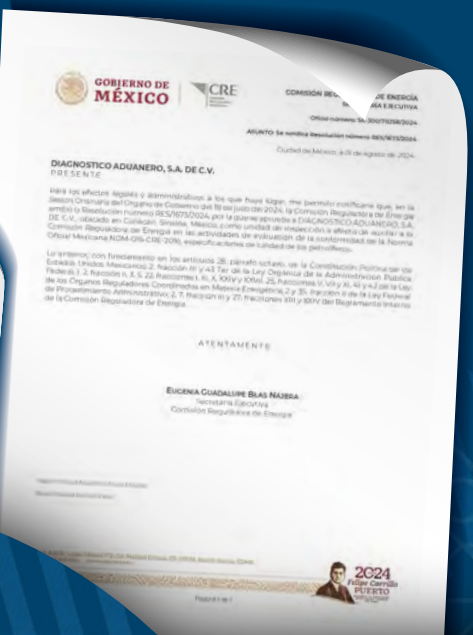 GOBIERNO DE
MÉXICO
CRE
COMISIÓN DE ENERGÍA
EJECUTIVA
Oficial número:
ASUNTO: Se notifica Resolución número RES/1673/2024
Ciudad de México, a de agosto de 2024.
DIAGNOSTICO ADUANERO, S.A. DE C.V.
PRESENTE
Para los efectos legales y administrativos a los que haya lugar, me permito notificarle que, en la
Sesión Ordinaria del Órgano de Gobierno del de julio del 2024, la Comisión Reguladora de Energía
emitió la Resolución número RES/1673/2024, por la que se aprueba a DIAGNOSTICO ADUANERO, S.A.
DE C.V., ubicado en Culiacán Sinaloa, México, como unidad de inspección a efecto de auxiliar a la
Comisión Reguladora de Energía en las actividades de evaluación de la conformidad de la Norma
Oficial Mexicana NOM-016-CRE-2016, especificaciones de calidad de los petrolíferos.
Lo anterior, con fundamento en los artículos 28, párrafo octavo, de la Constitución Política de los
Estados Unidos Mexicanos; 2, fracción III y 43 Ter de la Ley Orgánica de la Administración Pública
Federal; 1, 2, fracción II, 3, 5, 22, fracciones I, III, X, XXIV y XXVII, 25, fracciones V, VII y XI, 41 y 42 de la Ley
de los Órganos Reguladores Coordinados en Materia Energética; 2 y 35, fracción II de la Ley Federal
de Procedimiento Administrativo; 2, 7, fracción III y 27, fracciones XIII y XXIV del Reglamento Interno
de la Comisión Reguladora de Energía.
ATENTAMENTE
EUGENIA GUADALUPE BLAS NÁJERA
Secretaria Ejecutiva
Comisión Reguladora de Energía
2024
Felipe Carrillo
PUERTO
Página 1 de 1